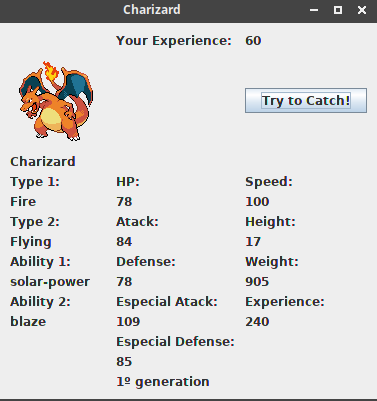 Charizard
Your Experience: 60
Try to Catch!
Charizard
Type 1: HP: Speed:
Fire 78 100
Type 2: Atack: Height:
Flying 84 17
Ability 1: Defense: Weight:
solar-power 78 905
Ability 2: Especial Atack: Experience:
blaze 109 240
Especial Defense:
85
1º generation